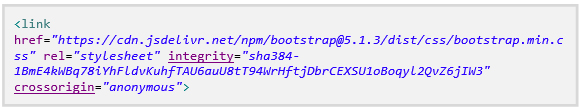 <link
href="https://cdn.jsdelivr.net/npm/bootstrap@5.1.3/dist/css/bootstrap.min.c
ss" rel="stylesheet" integrity="sha384-
1BmE4kWBq78iYhFldvKuhfTAU6auU8tT94WrHftjDbrCEXSU1oBoqyl2QvZ6jIW3"
crossorigin="anonymous">